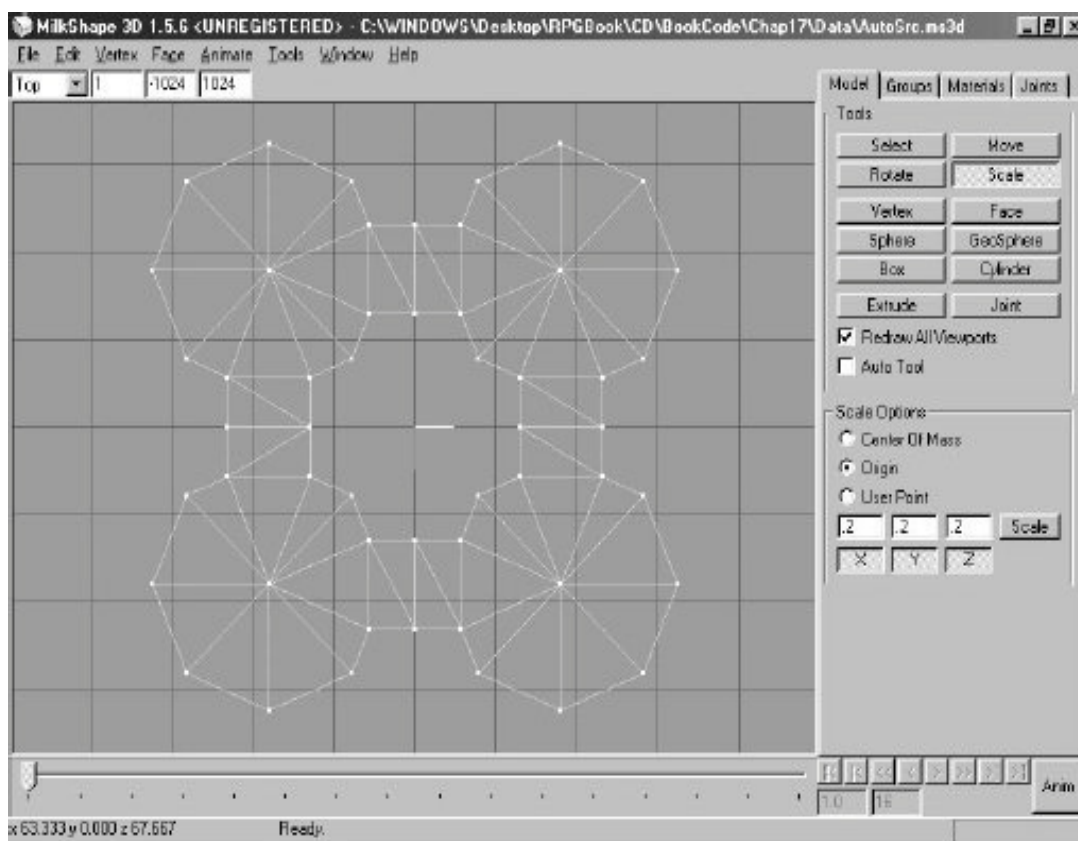 MilkShape 3D 1.5.6 <UNREGISTERED> - C:\WINDOWS\Desktop\RPGBook\CD\BookCode\Chap17\Data\AutoSrc.ms3d
File Edit Vertex Face Animate Tools Window Help
Top 1 -1024 1024
Model Groups Materials Joints
Tools
Select Move
Rotate Scale
Vertex Face
Sphere GeoSphere
Box Cylinder
Extrude Joint
Redraw All Viewports
Auto Tool
Scale Options
Center Of Mass
Origin
User Point
.2 .2 .2 Scale
X Y Z
Anim
1.0 16
x 63.333 y 0.000 z 67.667 Ready.